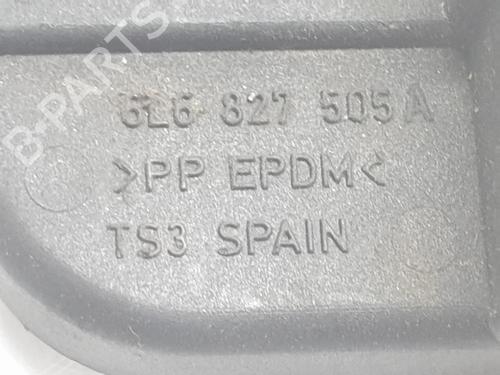 B-PARTS
6L6 827 505 A
>PP EPDM<
TS3 SPAIN